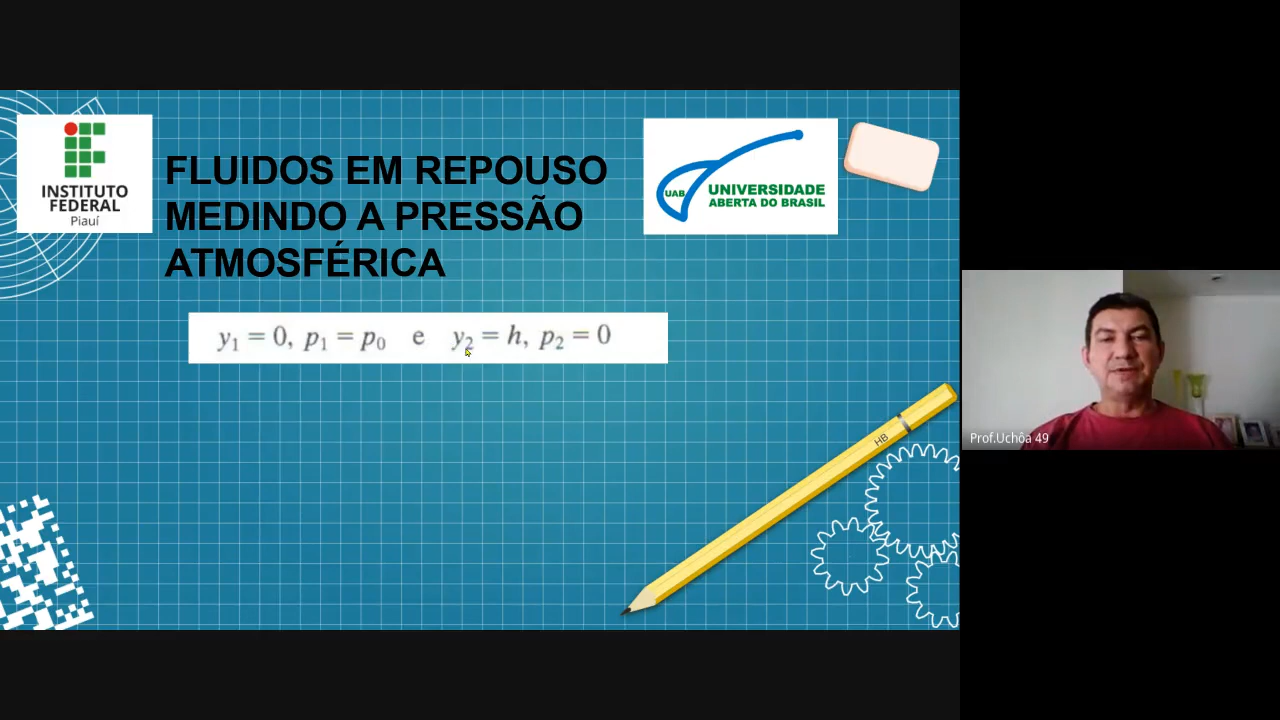 INSTITUTO
FEDERAL
Piauí
FLUIDOS EM REPOUSO
MEDINDO A PRESSÃO
ATMOSFÉRICA
UAB
UNIVERSIDADE
ABERTA DO BRASIL
y₁ = 0, p₁ = p₀ e y₂ = h, p₂ = 0
HB
Prof.Uchôa 49